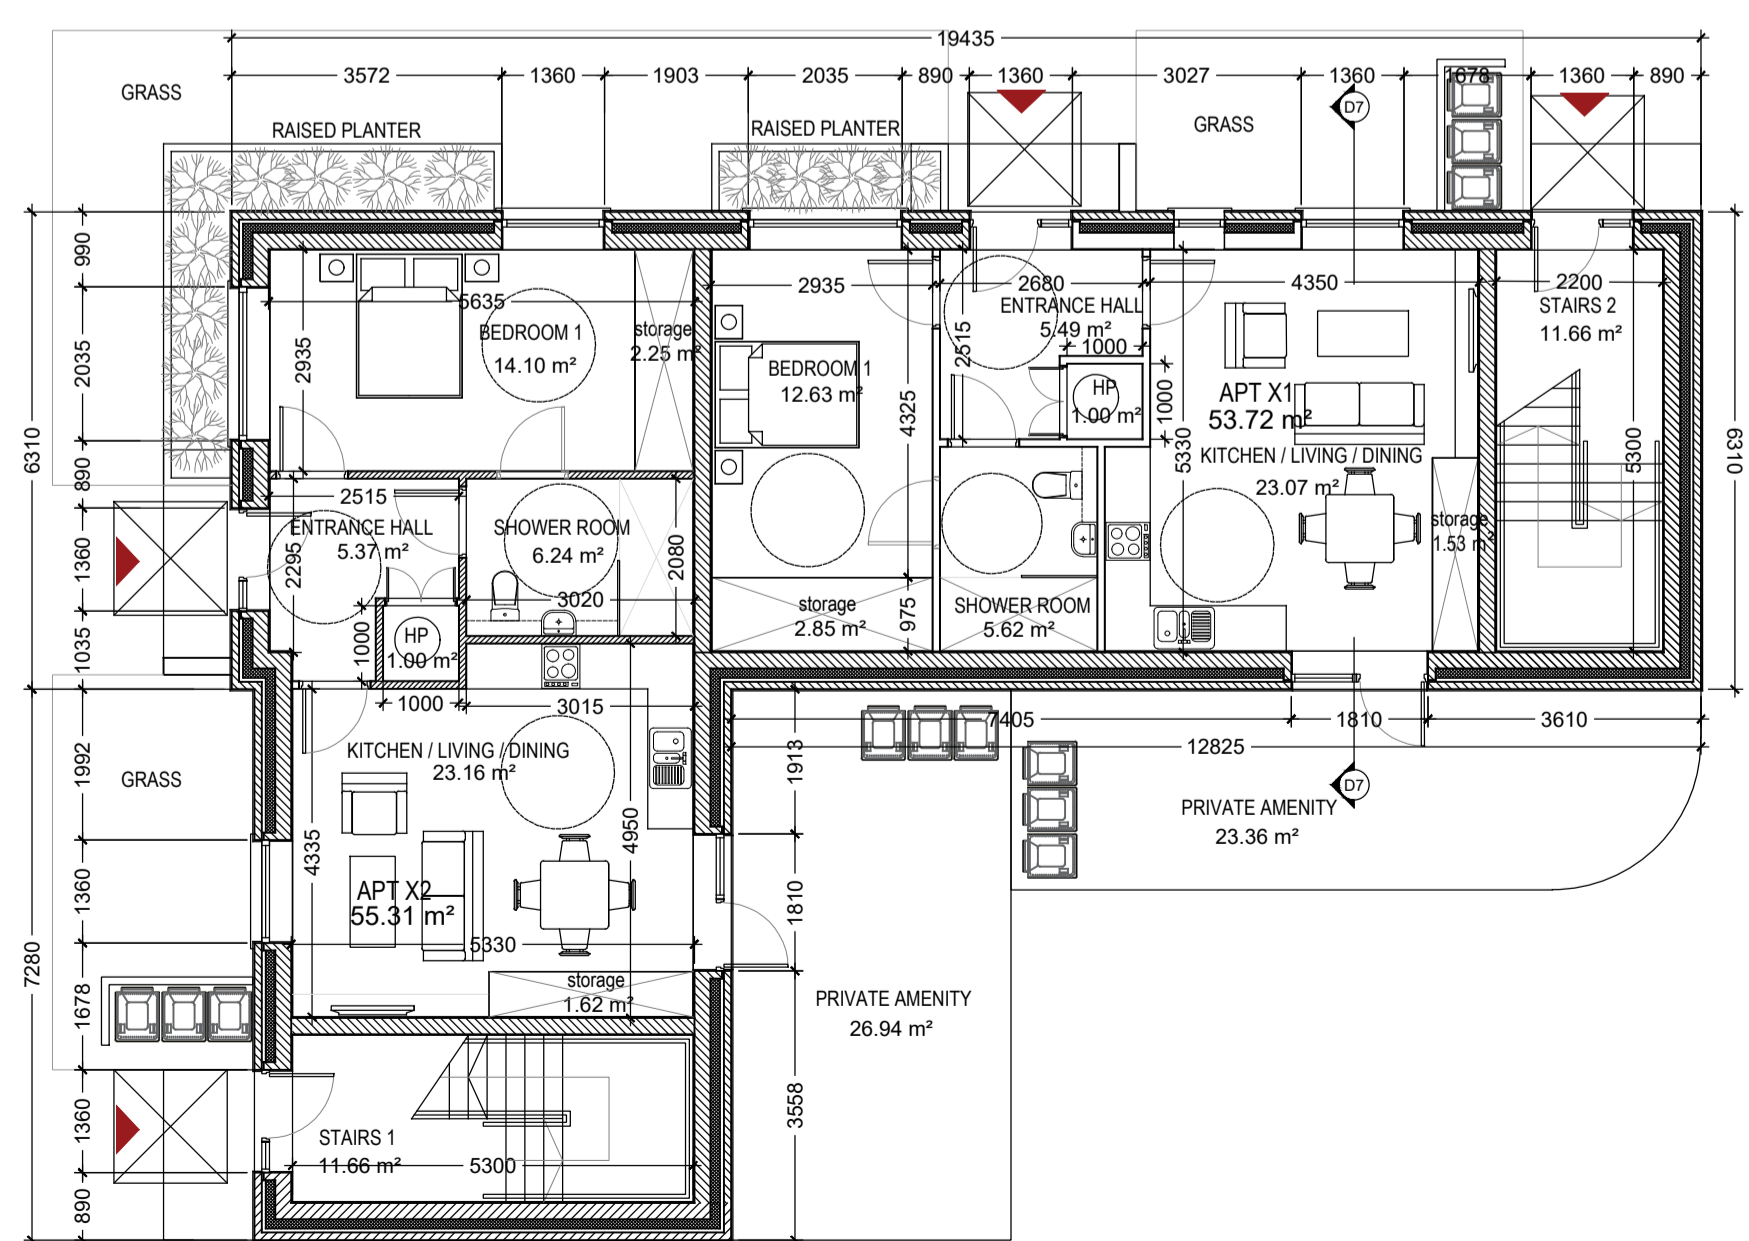 19435
3572 1360 1903 2035 890 1360 3027 1360 1678 1360 890
GRASS
D7
RAISED PLANTER
RAISED PLANTER
GRASS
990
2035
890
1360
1035
6310
5635
2935
BEDROOM 1
14.10 m²
storage
2.25 m²
2935
BEDROOM 1
12.63 m²
4325
975
storage
2.85 m²
2680
ENTRANCE HALL
5.49 m²
2515
1000
HP
1.00 m²
1000
SHOWER ROOM
5.62 m²
4350
APT X1
53.72 m²
5330
KITCHEN / LIVING / DINING
23.07 m²
storage
1.53 m²
2200
STAIRS 2
11.66 m²
5300
6310
2515
ENTRANCE HALL
5.37 m²
2295
SHOWER ROOM
6.24 m²
2080
3020
HP
1.00 m²
1000
1000
3015
KITCHEN / LIVING / DINING
23.16 m²
4335
4950
APT X2
55.31 m²
5330
storage
1.62 m²
GRASS
1992
1360
1678
1360
890
7280
STAIRS 1
11.66 m²
5300
7405 1810 3610
12825
1913
1810
3558
D7
PRIVATE AMENITY
23.36 m²
PRIVATE AMENITY
26.94 m²